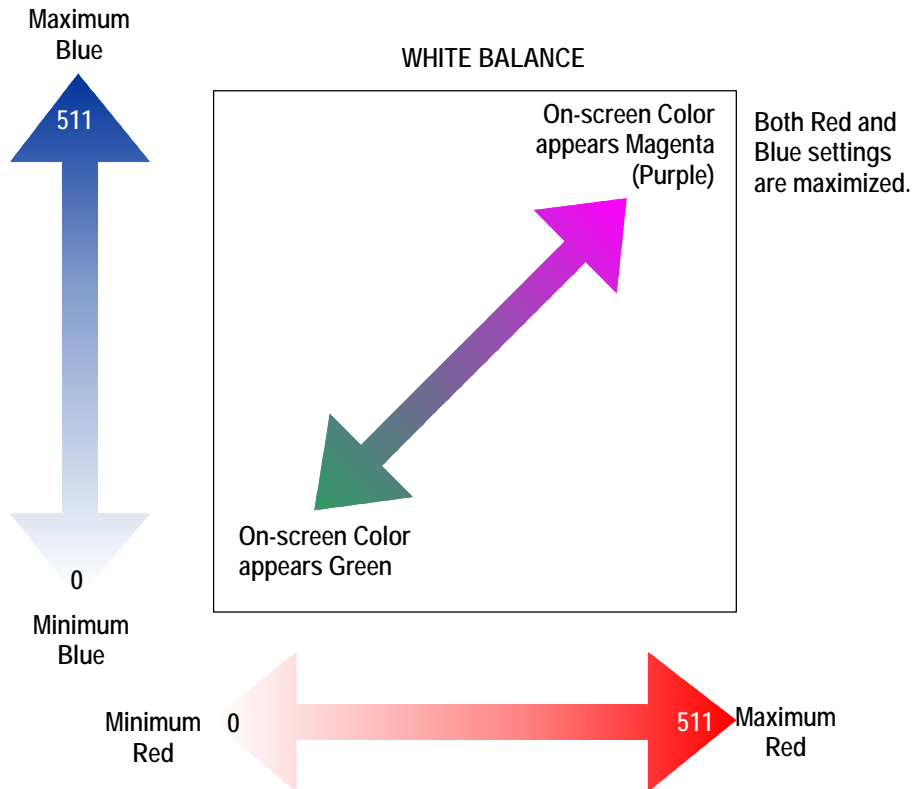 Maximum
Blue
511
WHITE BALANCE
On-screen Color
appears Magenta
(Purple)
Both Red and
Blue settings
are maximized.
On-screen Color
appears Green
0
Minimum
Blue
Minimum
Red
0
511
Maximum
Red